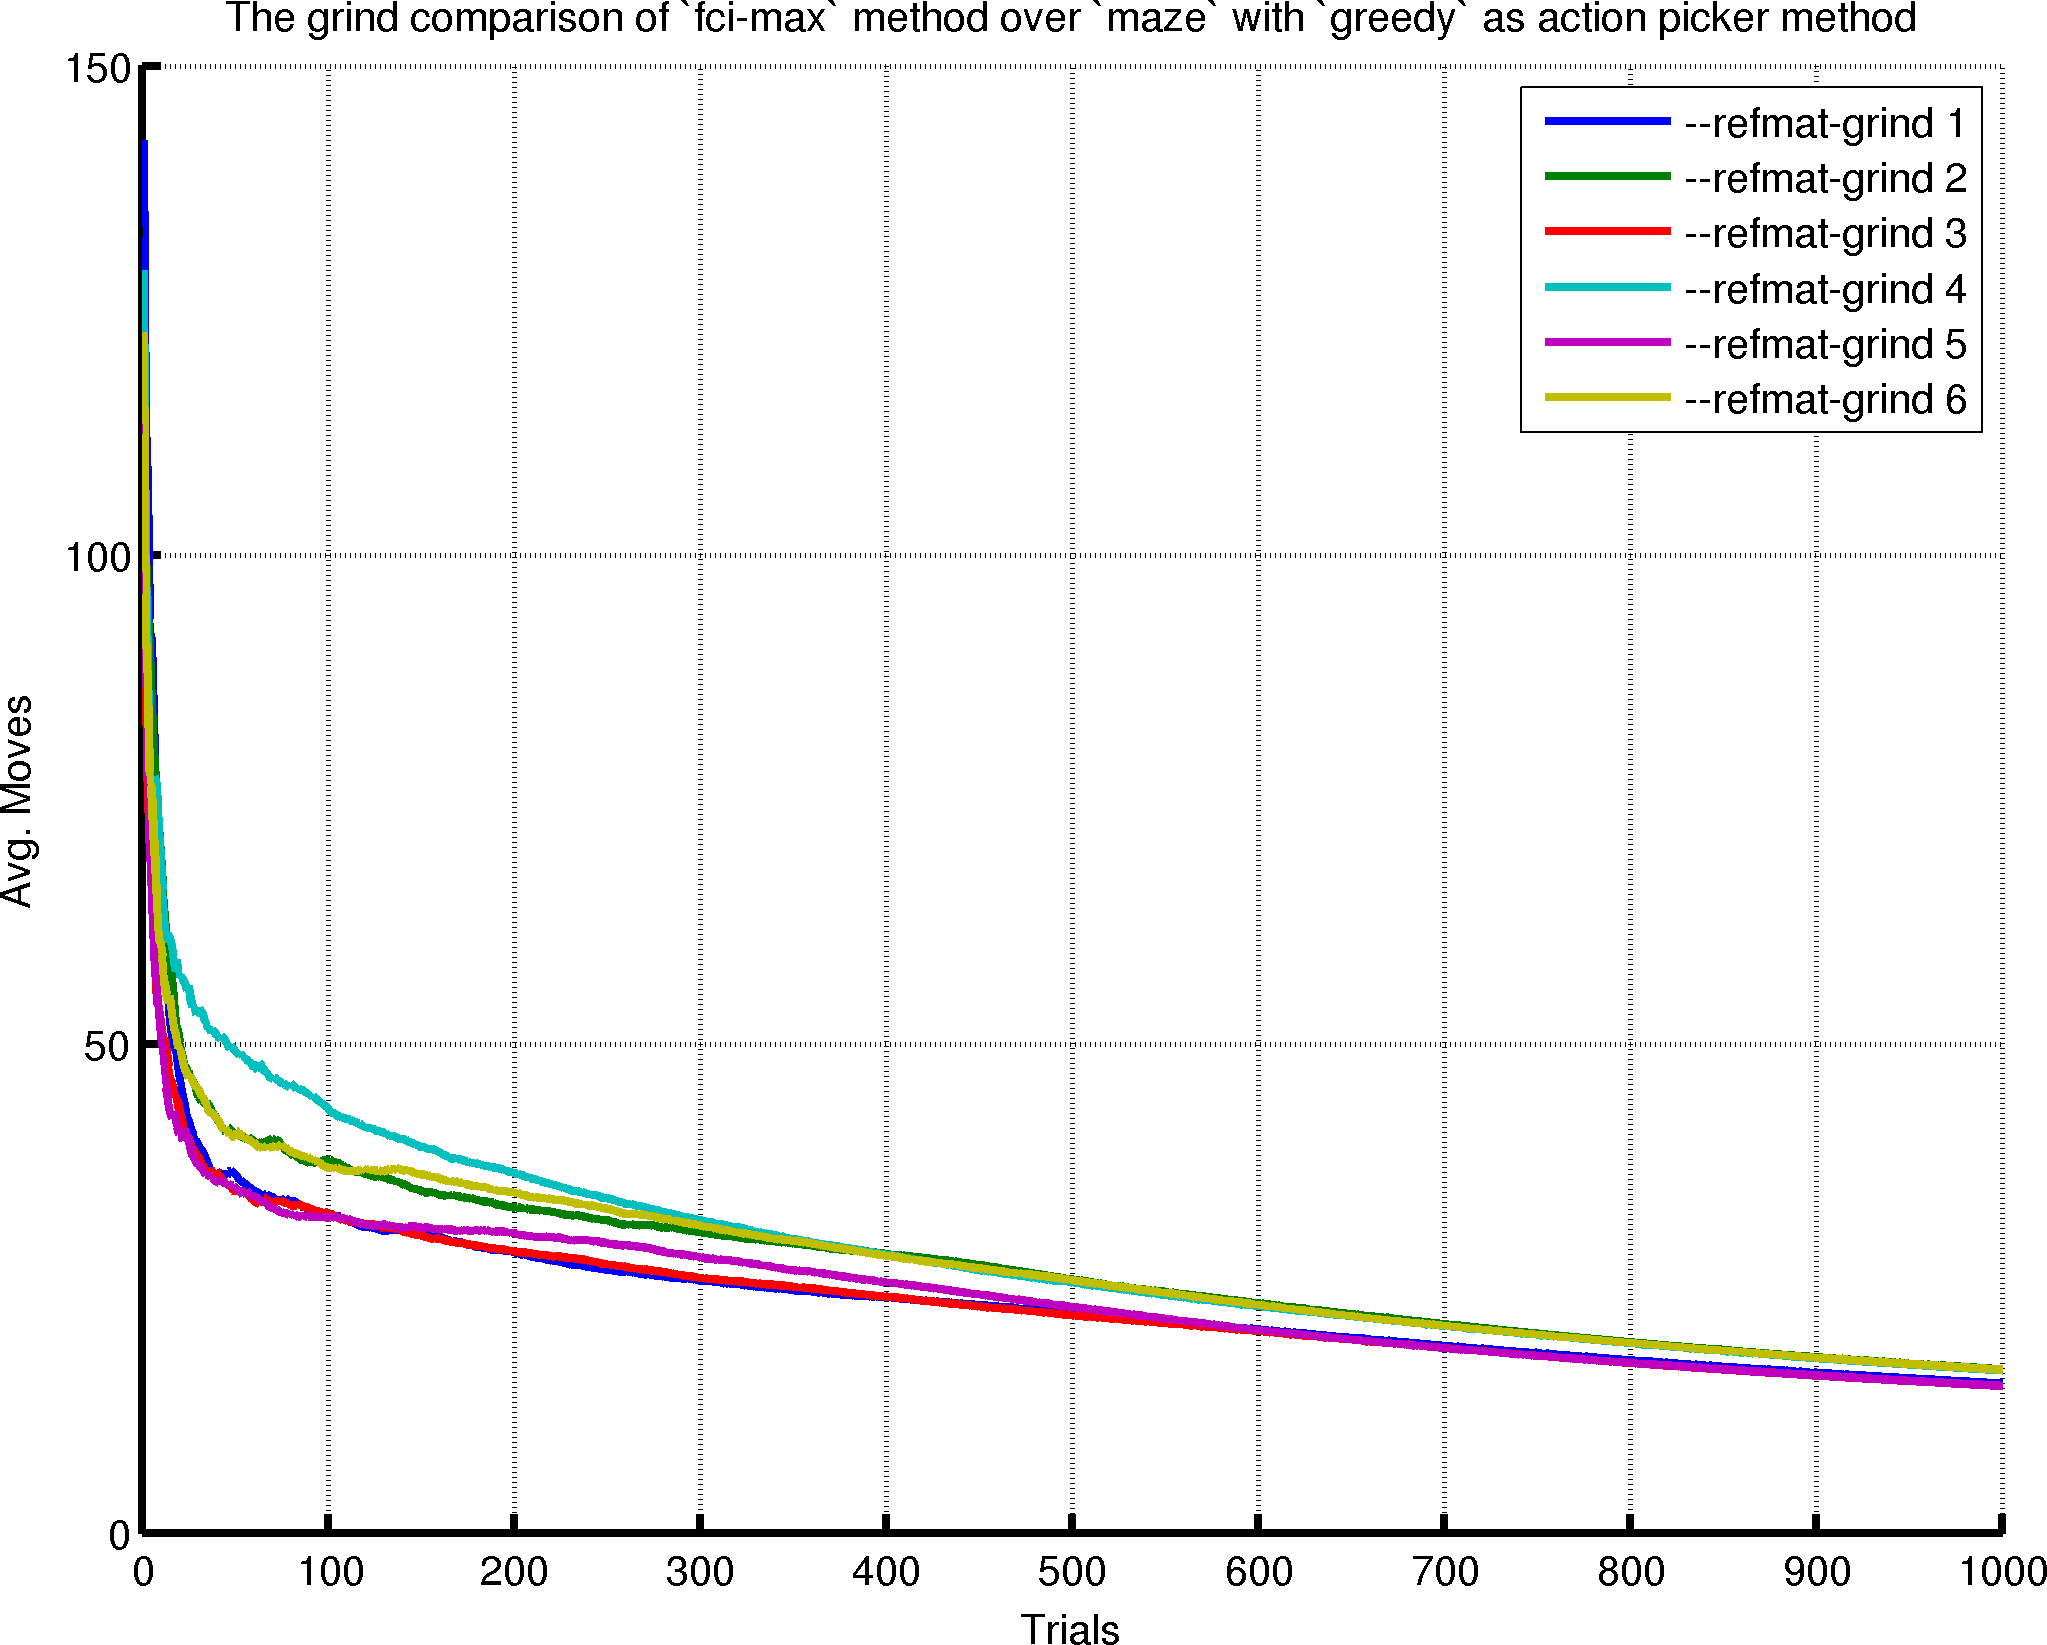 The grind comparison of `fci-max` method over `maze` with `greedy` as action picker method
150
100
50
0
Avg. Moves
--refmat-grind 1
--refmat-grind 2
--refmat-grind 3
--refmat-grind 4
--refmat-grind 5
--refmat-grind 6
0 100 200 300 400 500 600 700 800 900 1000
Trials